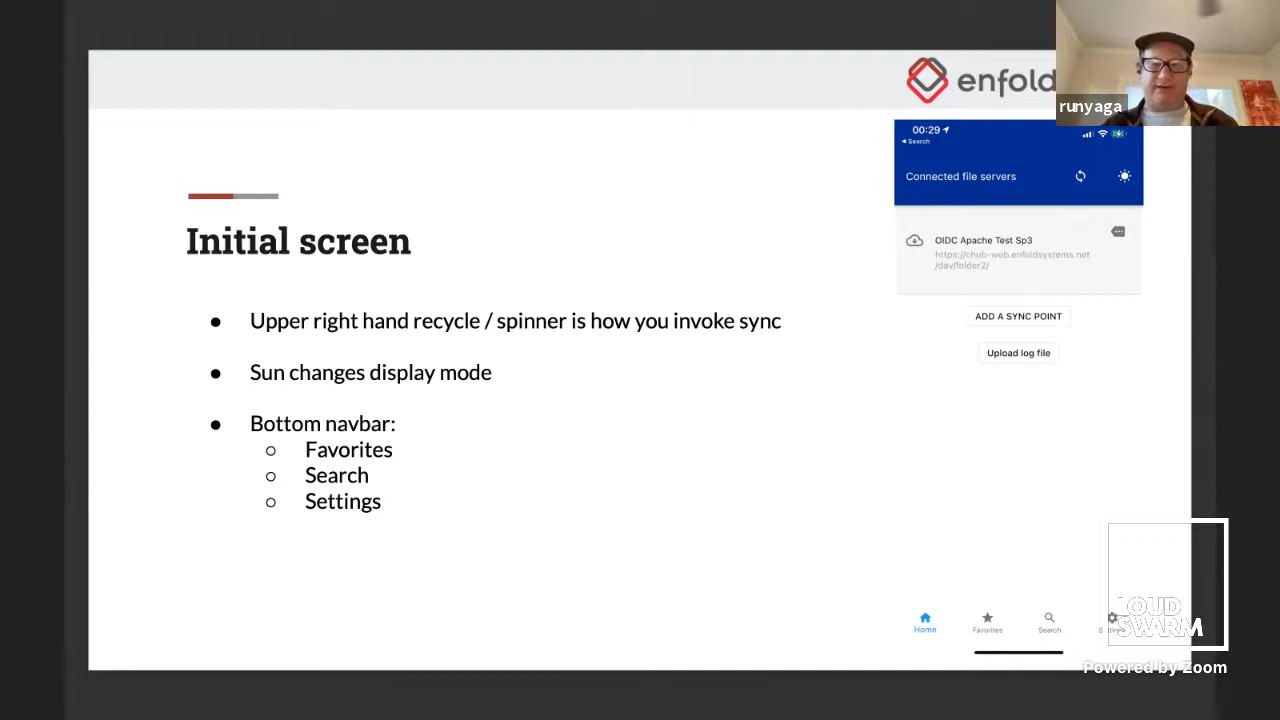 enfold
runyaga
00:29
Search
Connected file servers
Initial screen
OIDC Apache Test Sp3
https://chub-web.enfoldsystems.net
/dav/folder2/
ADD A SYNC POINT
Upload log file
● Upper right hand recycle / spinner is how you invoke sync
● Sun changes display mode
● Bottom navbar:
○ Favorites
○ Search
○ Settings
Home
Favorites
Search
LOUD
SWARM
Powered by Zoom